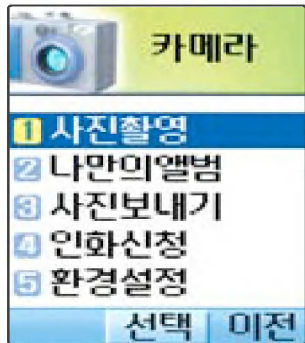 카메라
1 사진촬영
2 나만의앨범
3 사진보내기
4 인화신청
5 환경설정
선택 | 이전